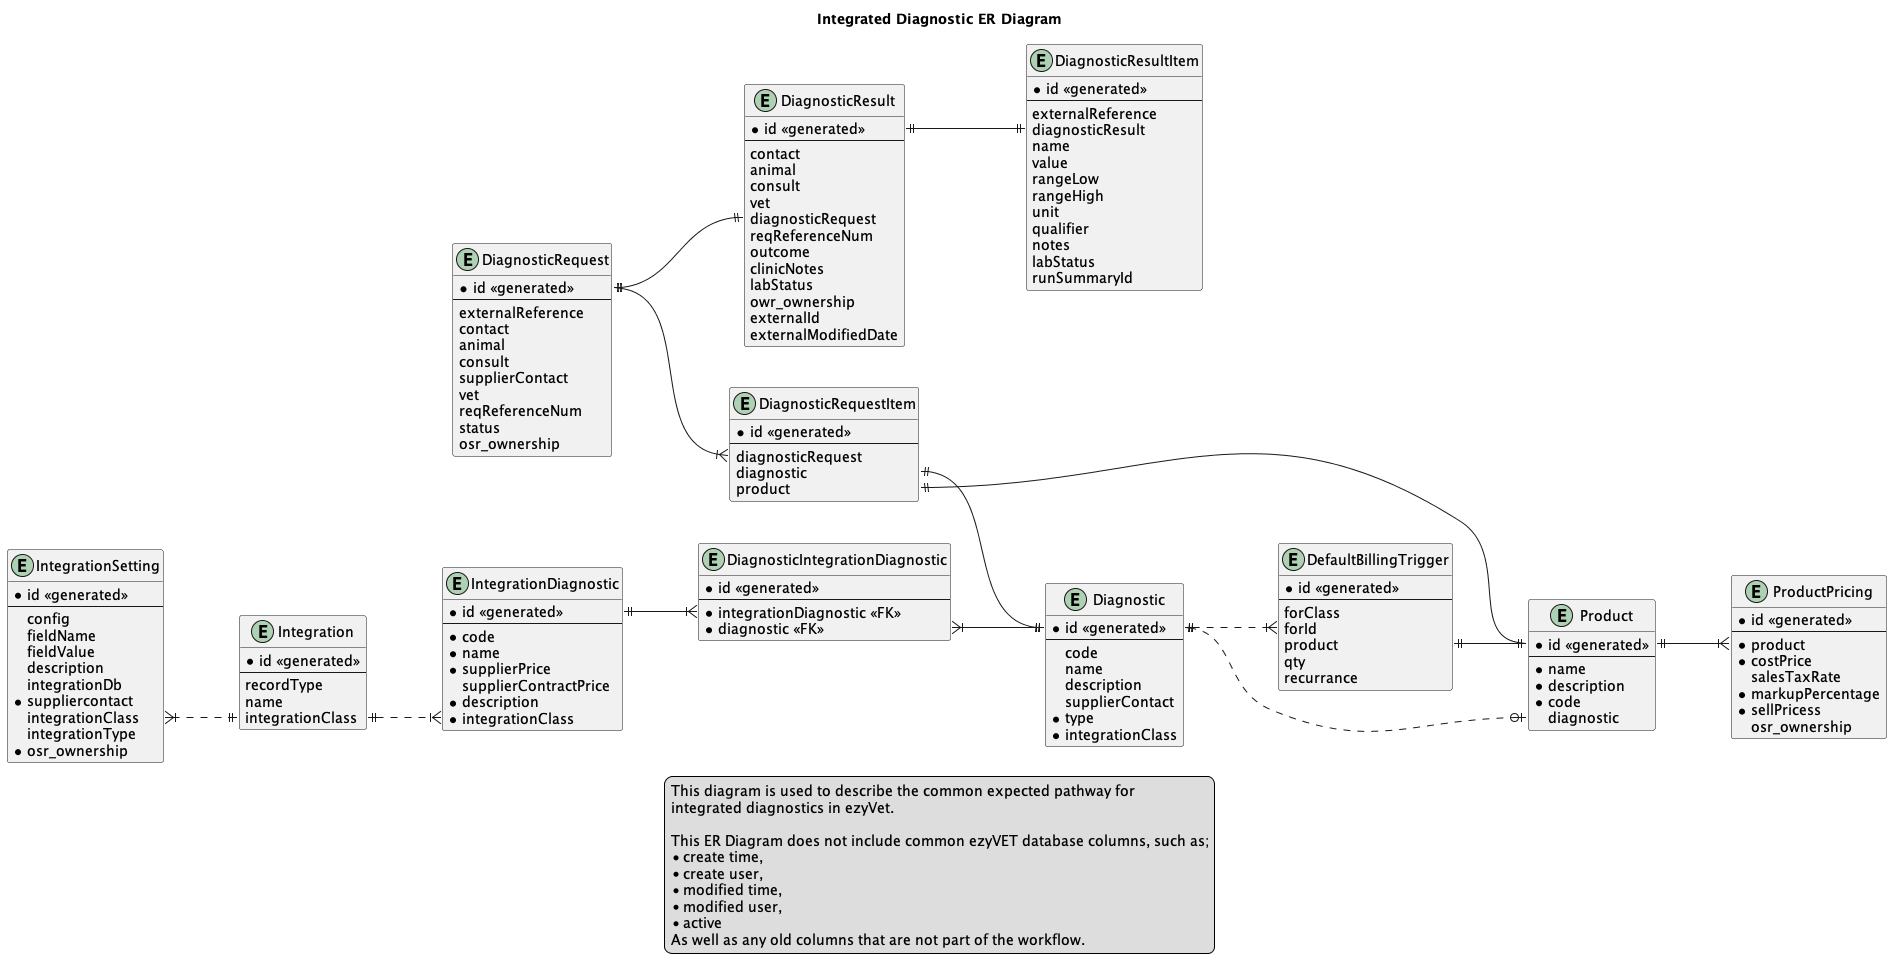 Integrated Diagnostic ER Diagram
E DiagnosticResultItem
• id «generated»
externalReference
diagnosticResult
name
value
rangeLow
rangeHigh
unit
qualifier
notes
labStatus
runSummaryId
E DiagnosticResult
• id «generated»
contact
animal
consult
vet
diagnosticRequest
reqReferenceNum
outcome
clinicNotes
labStatus
owr_ownership
externalId
externalModifiedDate
E DiagnosticRequest
• id «generated»
externalReference
contact
animal
consult
supplierContact
vet
reqReferenceNum
status
osr_ownership
E DiagnosticRequestItem
• id «generated»
diagnosticRequest
diagnostic
product
E IntegrationSetting
• id «generated»
config
fieldName
fieldValue
description
integrationDb
• suppliercontact
integrationClass
integrationType
• osr_ownership
E Integration
• id «generated»
recordType
name
integrationClass
E IntegrationDiagnostic
• id «generated»
• code
• name
• supplierPrice
supplierContractPrice
• description
• integrationClass
E DiagnosticIntegrationDiagnostic
• id «generated»
• integrationDiagnostic «FK»
• diagnostic «FK»
E Diagnostic
• id «generated»
code
name
description
supplierContact
• type
• integrationClass
E DefaultBillingTrigger
• id «generated»
forClass
forId
product
qty
recurrance
E Product
• id «generated»
• name
• description
• code
diagnostic
E ProductPricing
• id «generated»
• product
• costPrice
salesTaxRate
• markupPercentage
• sellPricess
osr_ownership
This diagram is used to describe the common expected pathway for
integrated diagnostics in ezyVet.
This ER Diagram does not include common ezyVET database columns, such as;
• create time,
• create user,
• modified time,
• modified user,
• active
As well as any old columns that are not part of the workflow.